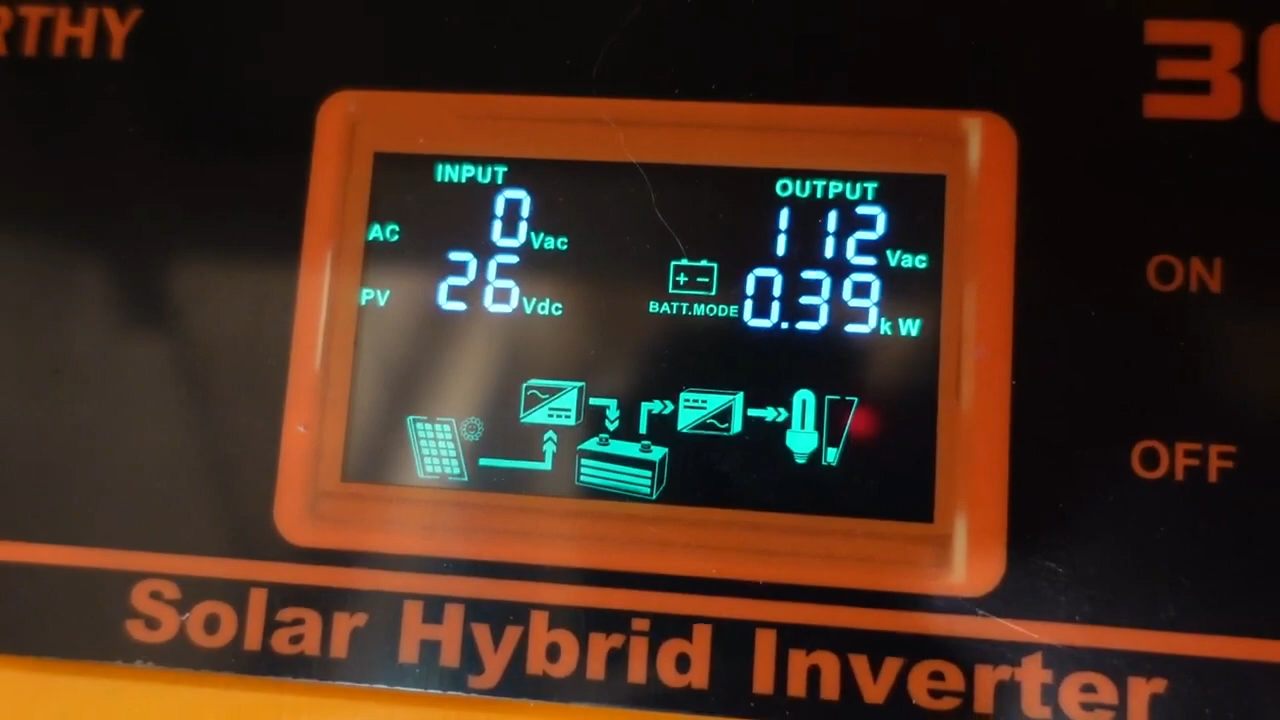 RTHY
30
INPUT
OUTPUT
AC 0 Vac
112 Vac
PV 26 Vdc
BATT.MODE 0.39 kW
ON
OFF
Solar Hybrid Inverter